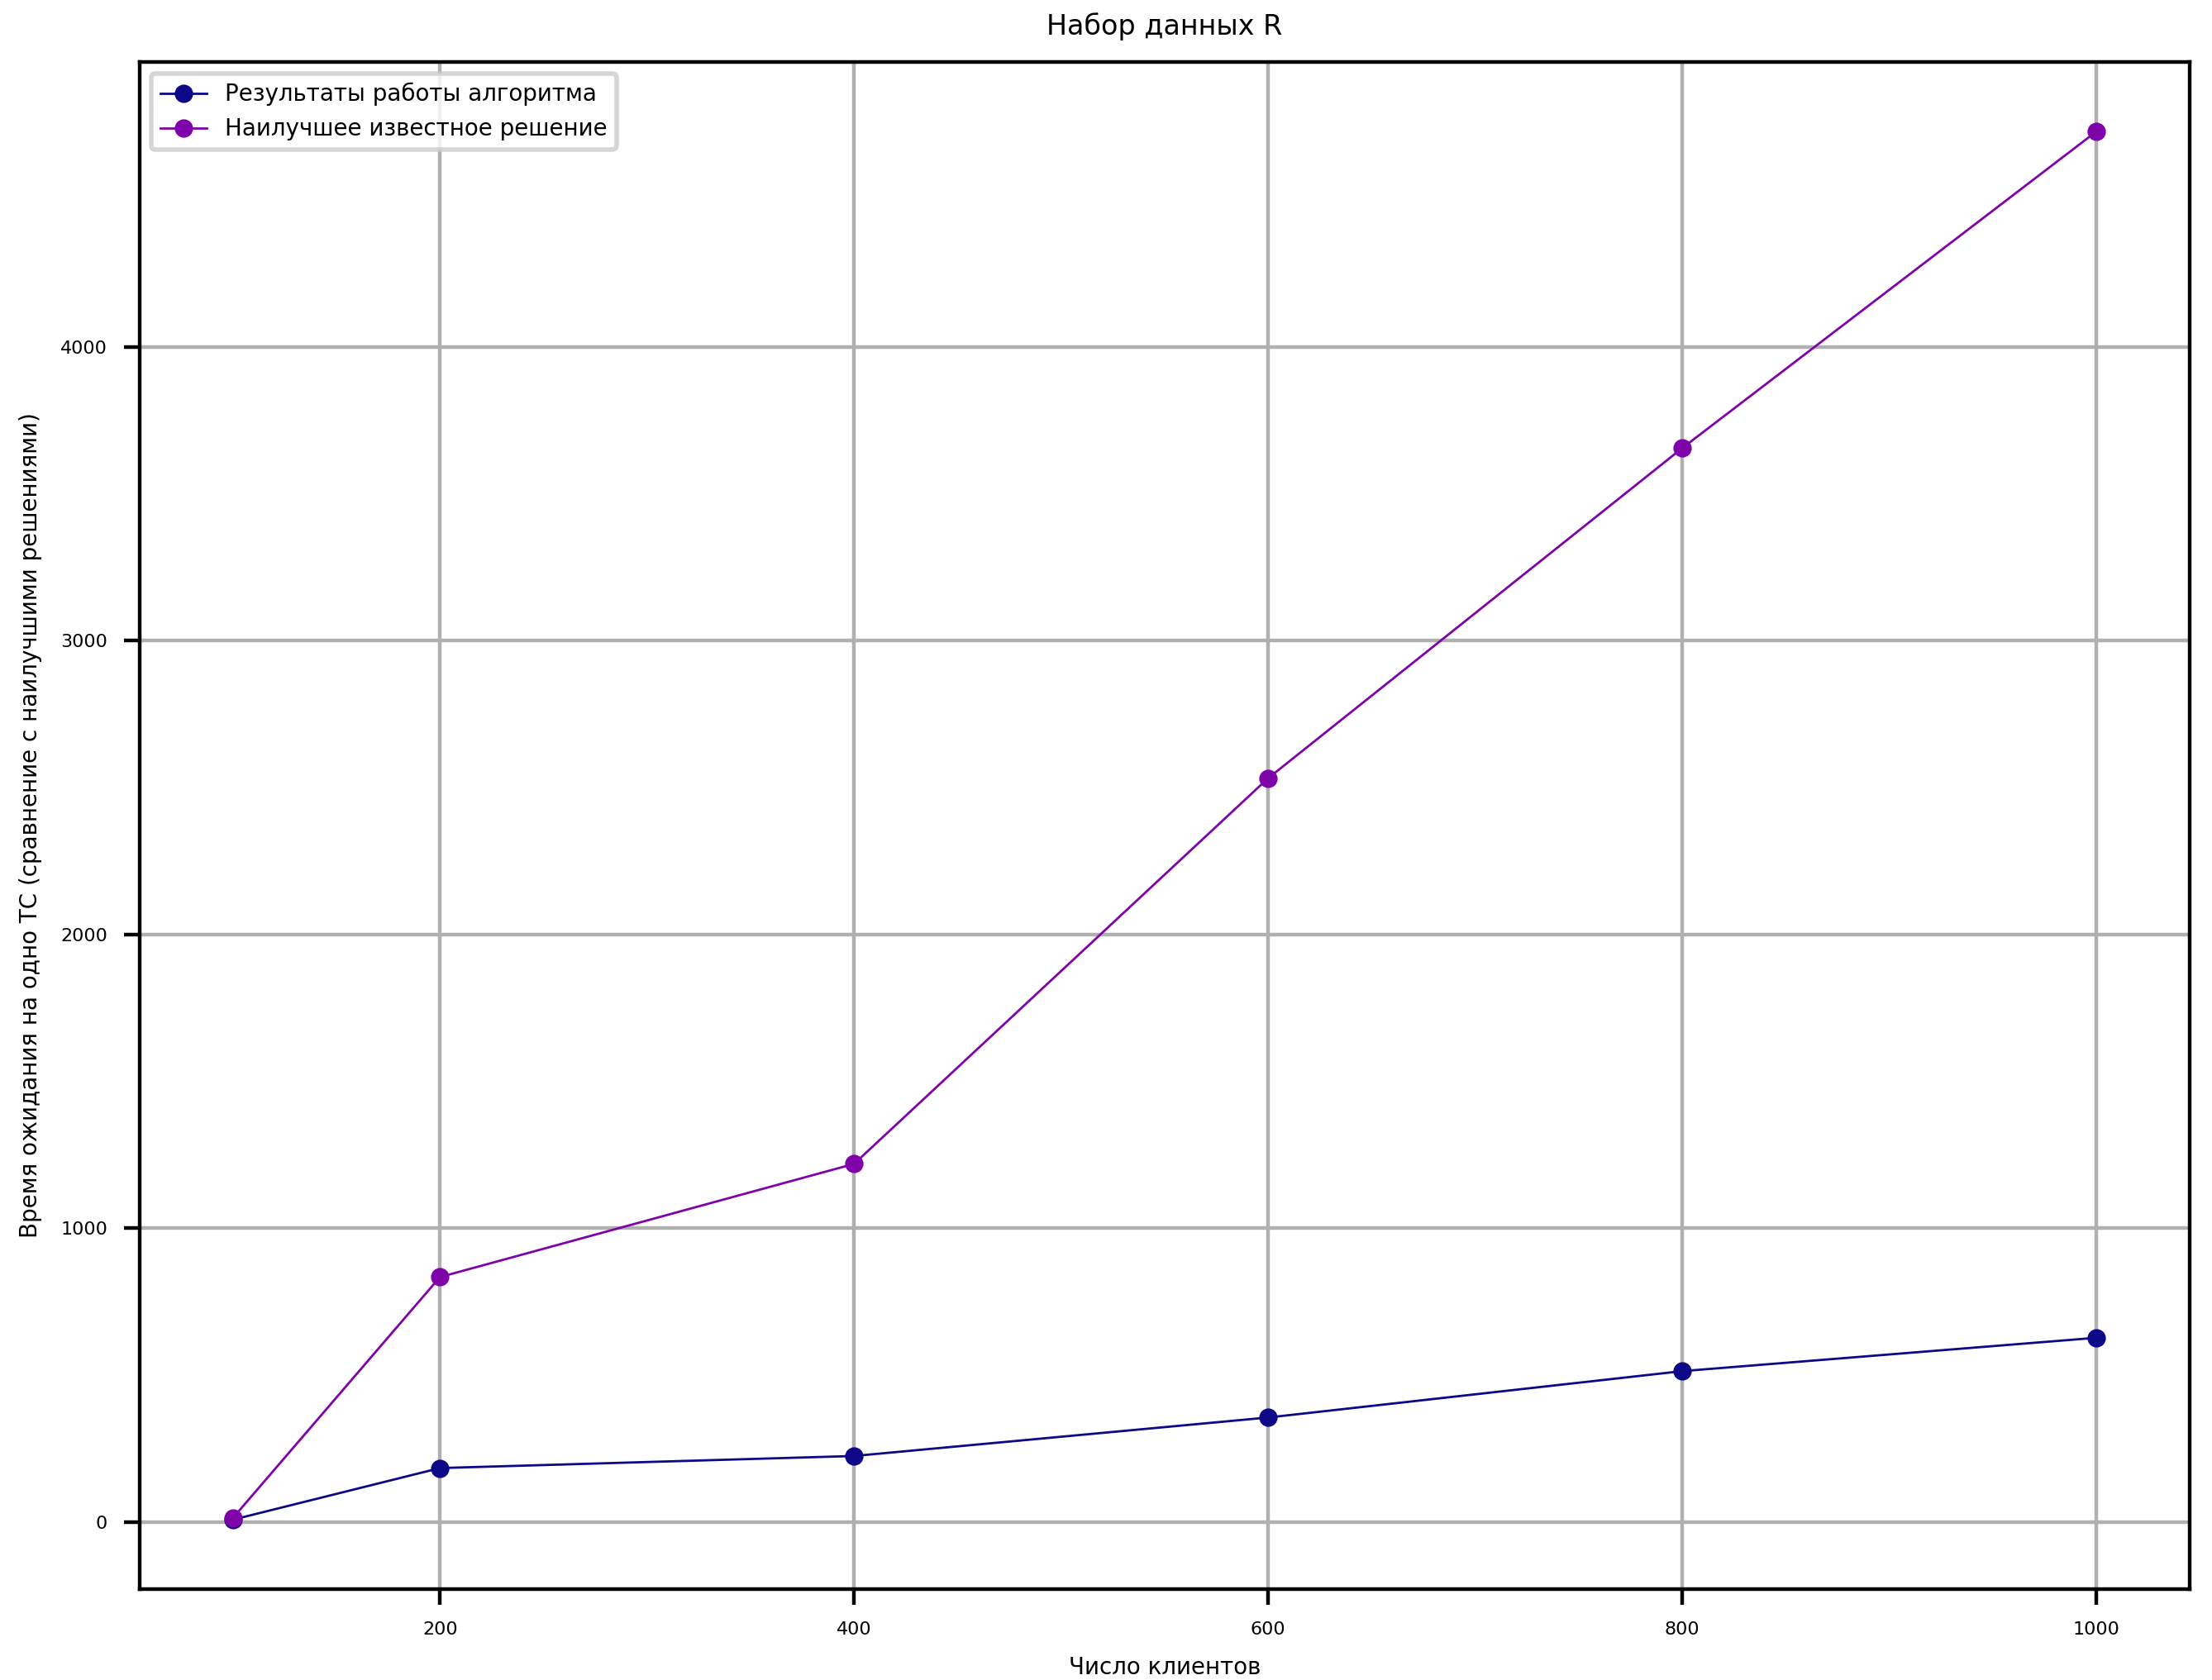 Набор данных R
Результаты работы алгоритма
Наилучшее известное решение
Время ожидания на одно ТС (сравнение с наилучшими решениями)
4000
3000
2000
1000
0
200 400 600 800 1000
Число клиентов